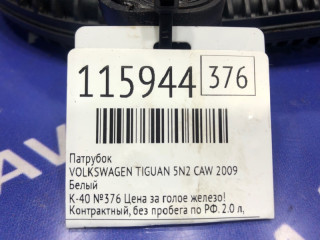 115944 376
Патрубок
VOLKSWAGEN TIGUAN 5N2 CAW 2009
Белый
К-40 №376 Цена за голое железо!
Контрактный, без пробега по РФ. 2.0 л,